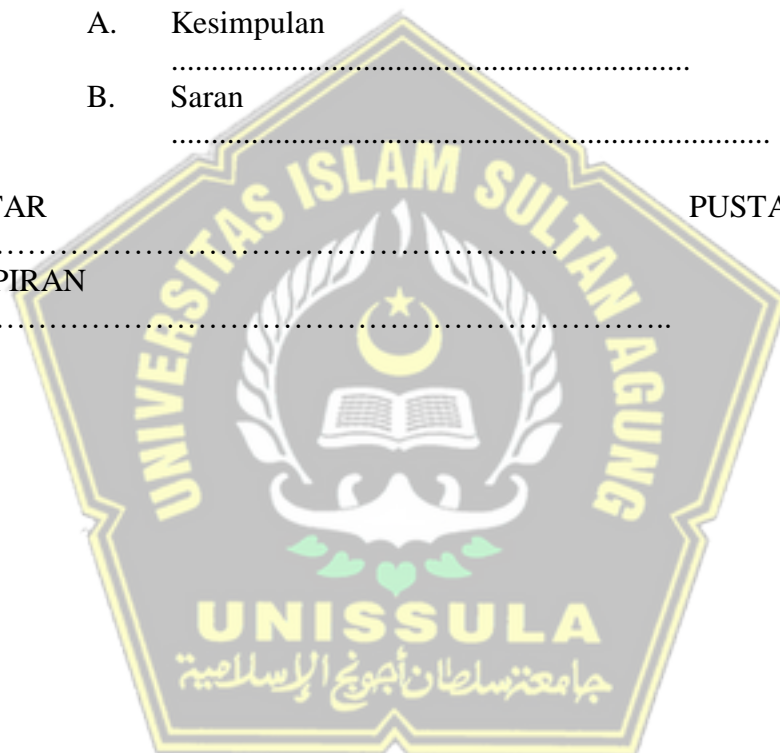 A. Kesimpulan
.................................................................
B. Saran
...........................................................................
TAR PUSTA
……………………………………………………
PIRAN
………………………………………………………………..
UNIVERSITAS ISLAM SULTAN AGUNG
UNISSULA
جامعة سلطان أجونج الإسلامية